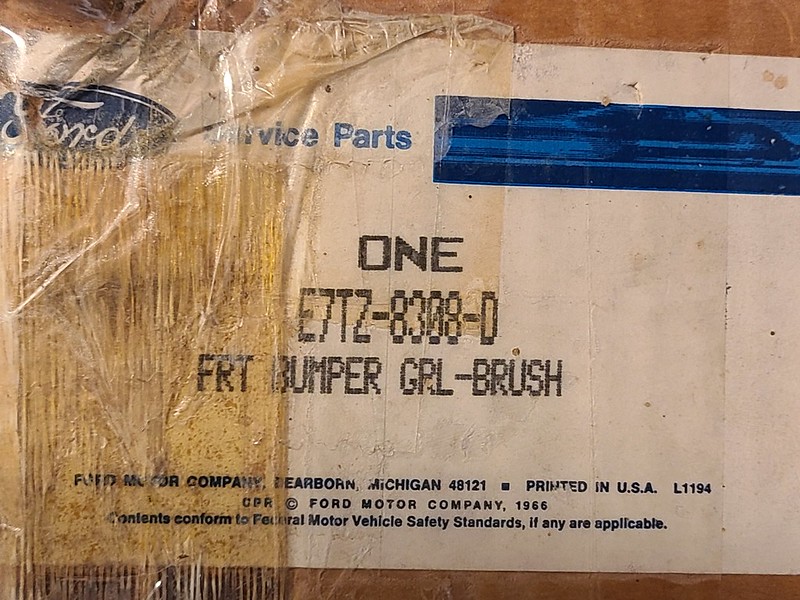 Ford Service Parts
ONE
E7TZ-8308-D
FRT BUMPER GRL-BRUSH
FORD MOTOR COMPANY, DEARBORN, MICHIGAN 48121 ■ PRINTED IN U.S.A. L1194
CPR © FORD MOTOR COMPANY, 1966
Contents conform to Federal Motor Vehicle Safety Standards, if any are applicable.